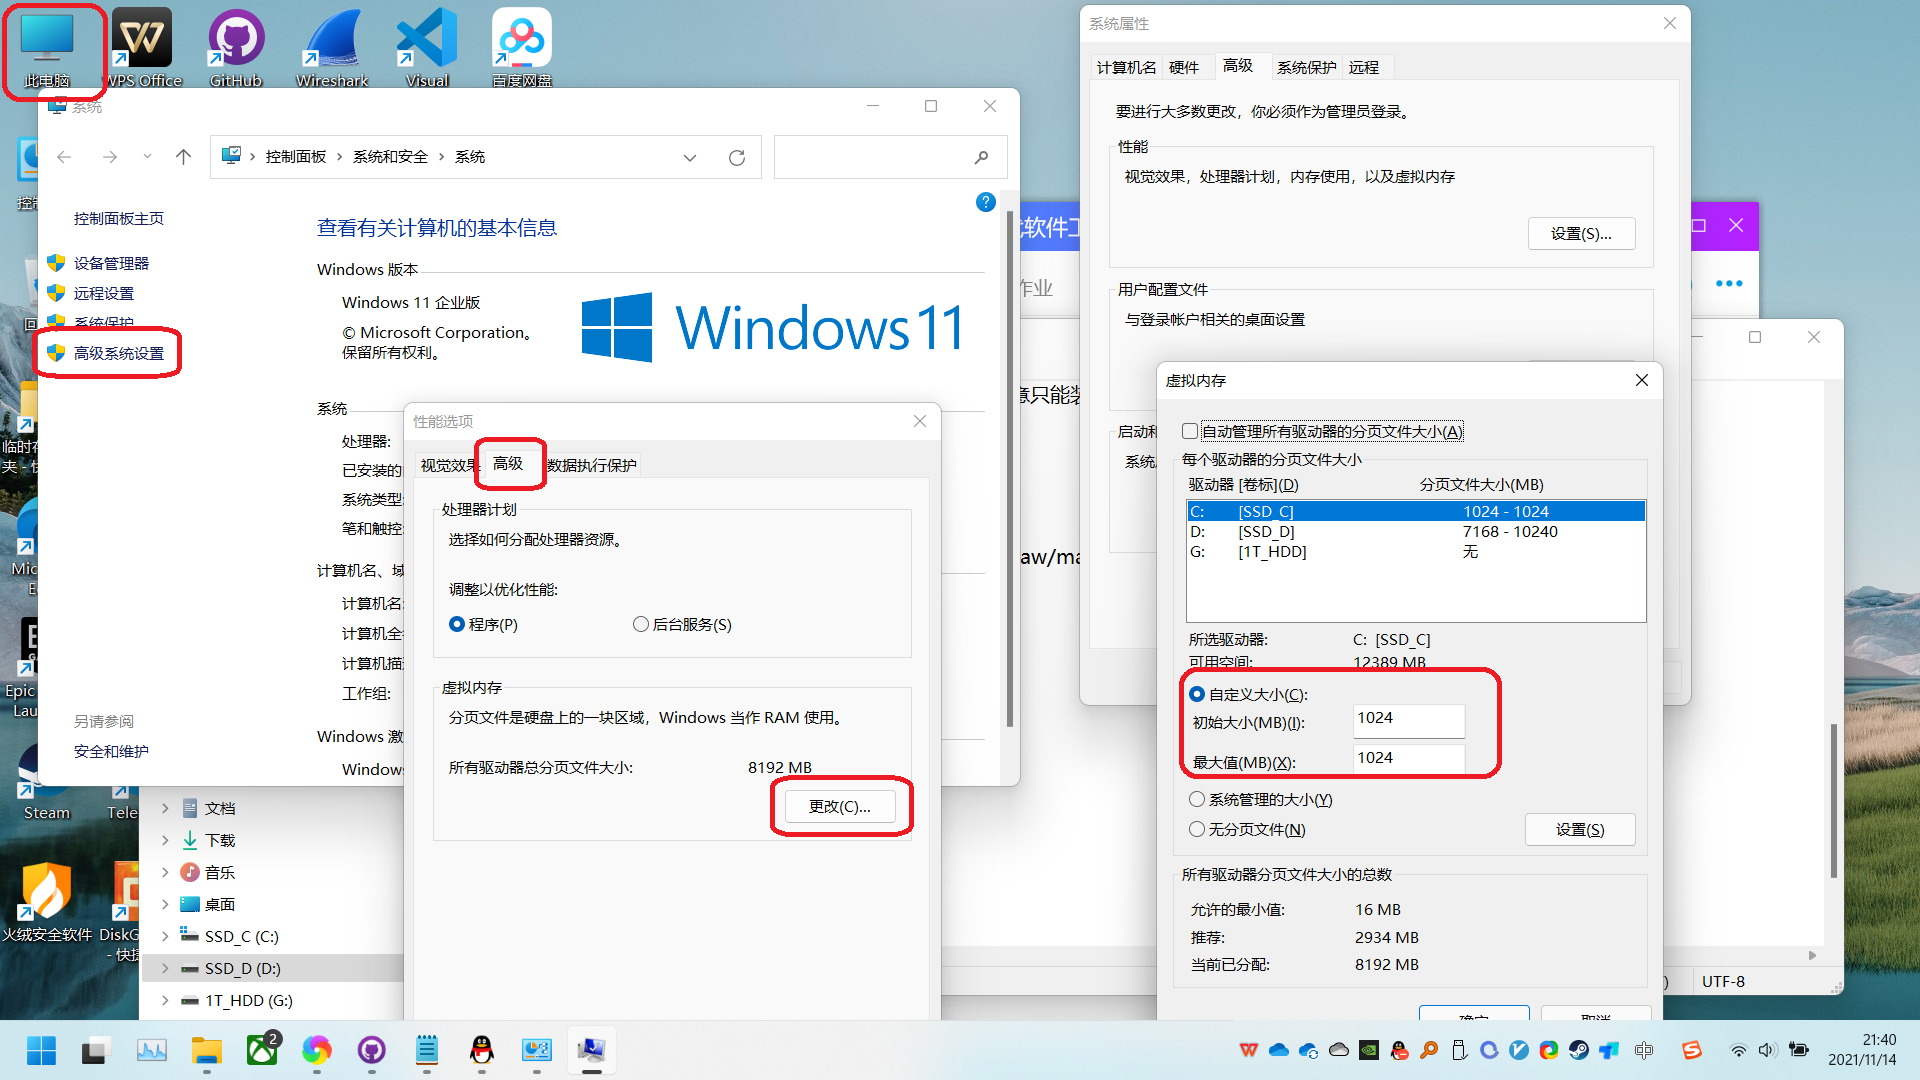 此电脑
WPS Office
GitHub
Wireshark
Visual
百度网盘
系统
控制面板 › 系统和安全 › 系统
控制面板主页
设备管理器
远程设置
系统保护
高级系统设置
另请参阅
安全和维护
查看有关计算机的基本信息
Windows 版本
Windows 11 企业版
© Microsoft Corporation。
保留所有权利。
Windows 11
系统
处理器:
已安装的
系统类型:
笔和触控:
计算机名、域
计算机名:
计算机全
计算机描
工作组:
Windows 激
Windows
性能选项
视觉效果
高级
数据执行保护
处理器计划
选择如何分配处理器资源。
调整以优化性能:
程序(P)
后台服务(S)
虚拟内存
分页文件是硬盘上的一块区域，Windows 当作 RAM 使用。
所有驱动器总分页文件大小: 8192 MB
更改(C)...
系统属性
计算机名
硬件
高级
系统保护
远程
要进行大多数更改，你必须作为管理员登录。
性能
视觉效果，处理器计划，内存使用，以及虚拟内存
设置(S)...
用户配置文件
与登录帐户相关的桌面设置
启动和
系统
虚拟内存
自动管理所有驱动器的分页文件大小(A)
每个驱动器的分页文件大小
驱动器 [卷标](D) 分页文件大小(MB)
C: [SSD_C] 1024 - 1024
D: [SSD_D] 7168 - 10240
G: [1T_HDD] 无
所选驱动器: C: [SSD_C]
可用空间: 12389 MB
自定义大小(C):
初始大小(MB)(I): 1024
最大值(MB)(X): 1024
系统管理的大小(Y)
无分页文件(N)
设置(S)
所有驱动器分页文件大小的总数
允许的最小值: 16 MB
推荐: 2934 MB
当前已分配: 8192 MB
确定
取消
软件工
作业
意只能装
aw/ma
UTF-8
临时存
夹 - 快
Mic
E
Epic
Lau
Steam
Tele
火绒安全软件
DiskG
- 快捷
文档
下载
音乐
桌面
SSD_C (C:)
SSD_D (D:)
1T_HDD (G:)
2
中
21:40
2021/11/14